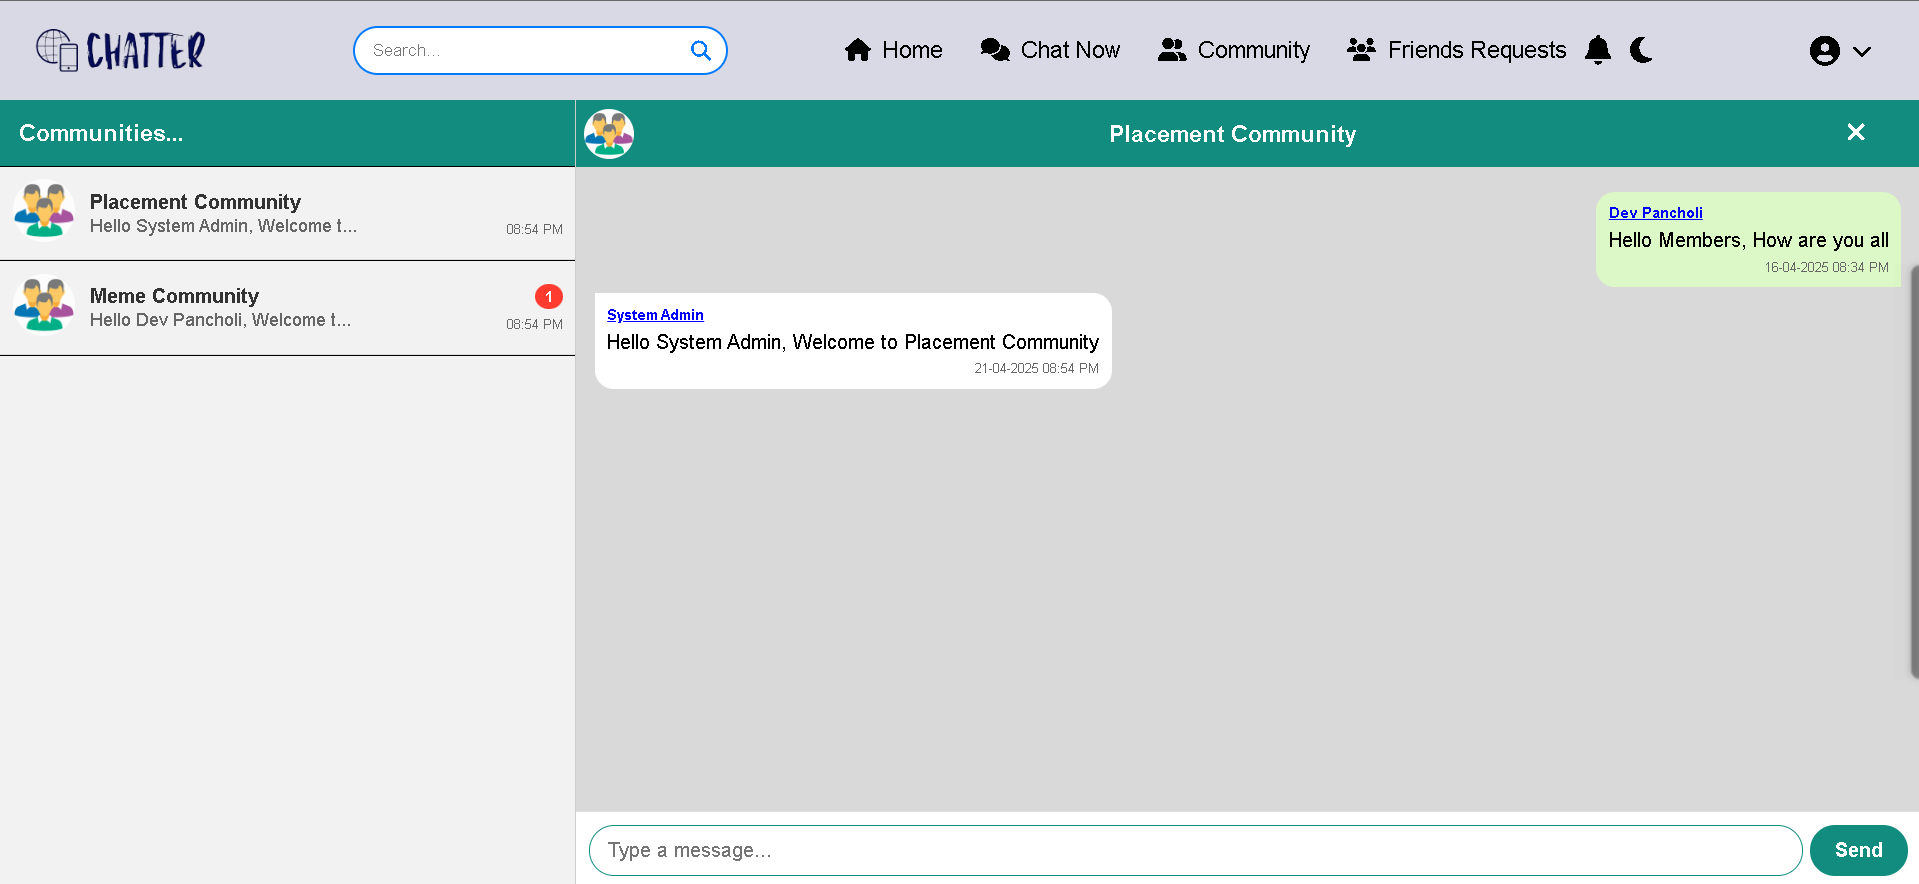 CHATTER
Search...
Home
Chat Now
Community
Friends Requests
Communities...
Placement Community
Hello System Admin, Welcome t...
08:54 PM
Meme Community
1
Hello Dev Pancholi, Welcome t...
08:54 PM
Placement Community
Dev Pancholi
Hello Members, How are you all
16-04-2025 08:34 PM
System Admin
Hello System Admin, Welcome to Placement Community
21-04-2025 08:54 PM
Type a message...
Send